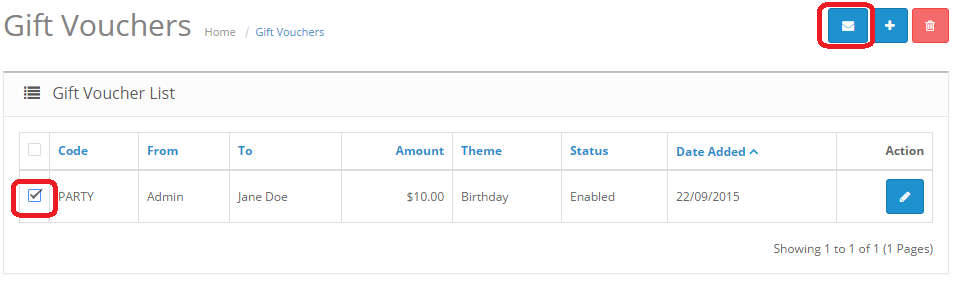 Gift Vouchers Home / Gift Vouchers
Gift Voucher List
Code From To Amount Theme Status Date Added Action
PARTY Admin Jane Doe $10.00 Birthday Enabled 22/09/2015
Showing 1 to 1 of 1 (1 Pages)